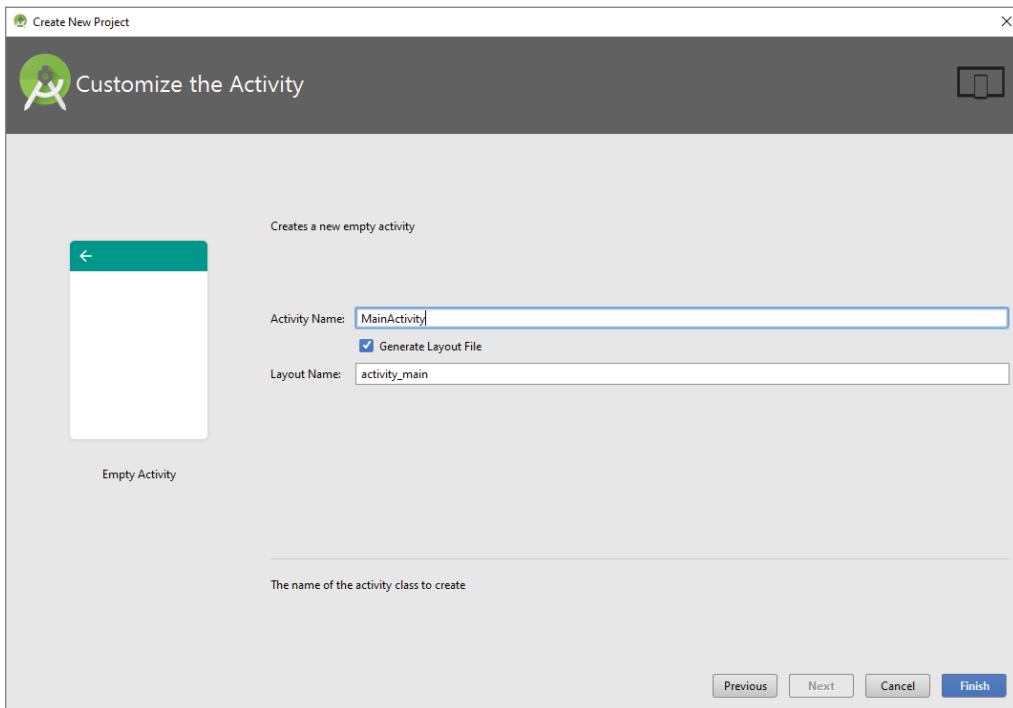 Create New Project
Customize the Activity
Creates a new empty activity
Activity Name: MainActivity
Generate Layout File
Layout Name: activity_main
Empty Activity
The name of the activity class to create
Previous Next Cancel Finish